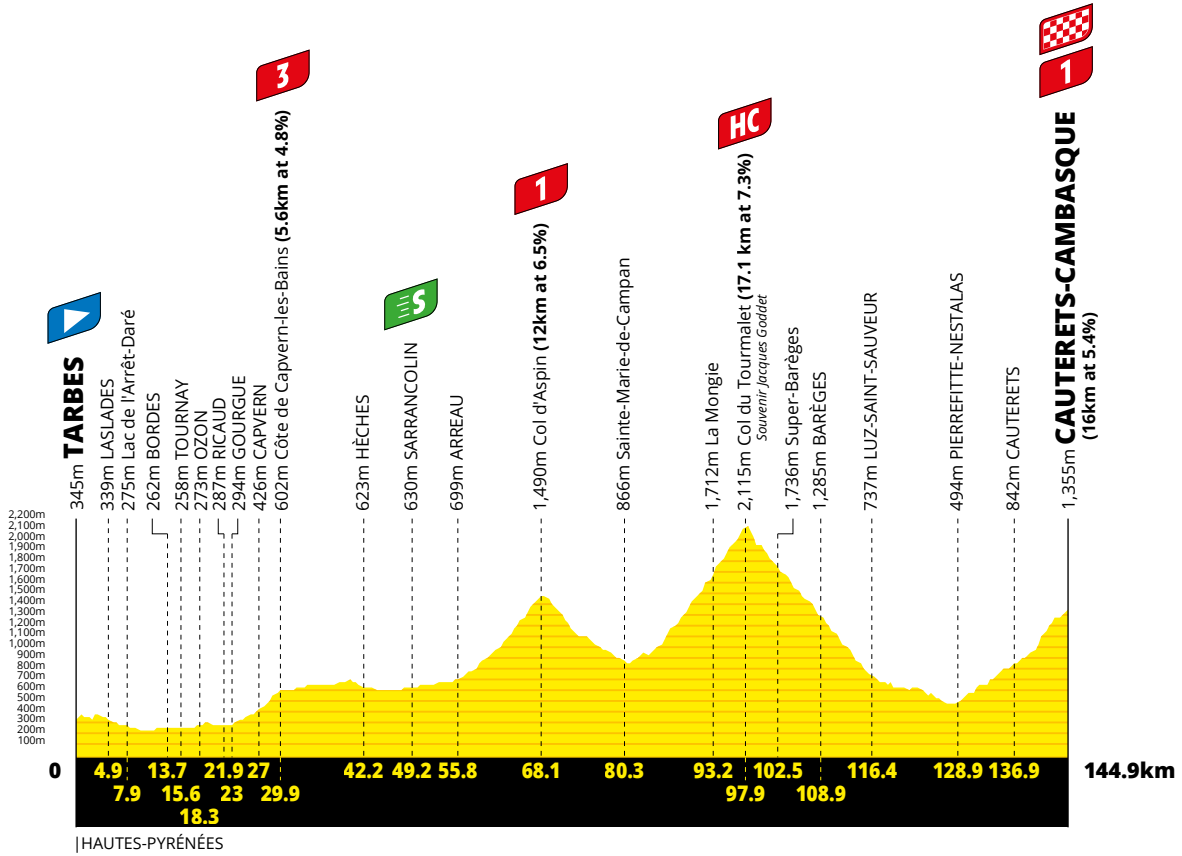 3
1
HC
1
S
345m TARBES
339m LASLADES
275m Lac de l'Arrêt-Daré
262m BORDES
258m TOURNAY
273m OZON
287m RICAUD
294m GOURGUE
426m CAPVERN
602m Côte de Capvern-les-Bains (5.6km at 4.8%)
623m HÈCHES
630m SARRANCOLIN
699m ARREAU
1,490m Col d'Aspin (12km at 6.5%)
866m Sainte-Marie-de-Campan
1,712m La Mongie
2,115m Col du Tourmalet (17.1 km at 7.3%)
Souvenir Jacques Goddet
1,736m Super-Barèges
1,285m BARÈGES
737m LUZ-SAINT-SAUVEUR
494m PIERREFITTE-NESTALAS
842m CAUTERETS
1,355m CAUTERETS-CAMBASQUE
(16km at 5.4%)
2,200m
2,100m
2,000m
1,900m
1,800m
1,700m
1,600m
1,500m
1,400m
1,300m
1,200m
1,100m
1,000m
900m
800m
700m
600m
500m
400m
300m
200m
100m
0 4.9 13.7 21.9 27 42.2 49.2 55.8 68.1 80.3 93.2 102.5 116.4 128.9 136.9 144.9km
7.9 15.6 23 29.9 97.9 108.9
18.3
|HAUTES-PYRÉNÉES